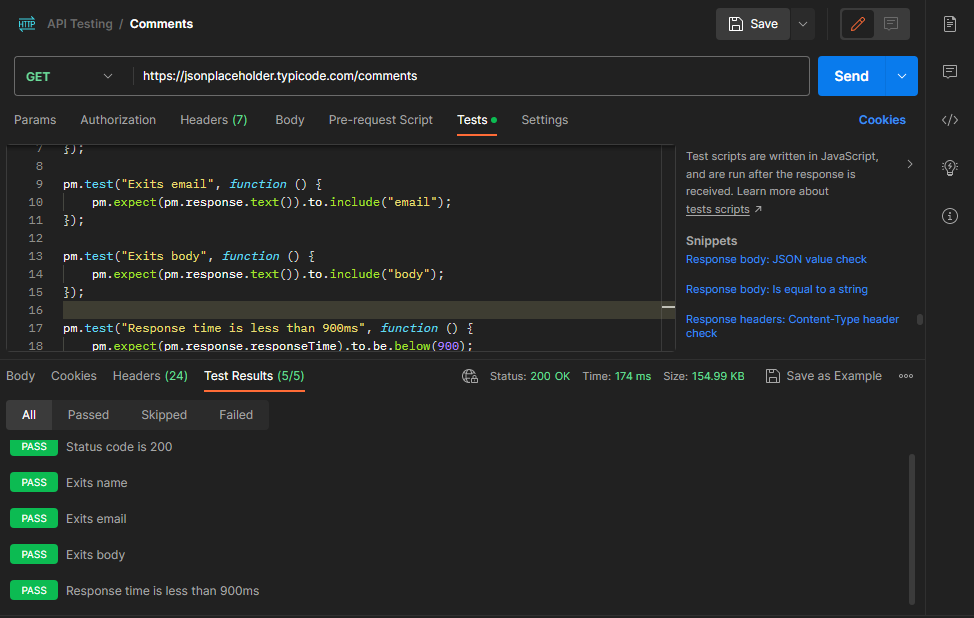 HTTP API Testing / Comments Save
GET https://jsonplaceholder.typicode.com/comments Send
Params Authorization Headers (7) Body Pre-request Script Tests Settings Cookies
7 });
8
9 pm.test("Exits email", function () {
10 pm.expect(pm.response.text()).to.include("email");
11 });
12
13 pm.test("Exits body", function () {
14 pm.expect(pm.response.text()).to.include("body");
15 });
16
17 pm.test("Response time is less than 900ms", function () {
18 pm.expect(pm.response.responseTime).to.be.below(900);
Test scripts are written in JavaScript,
and are run after the response is
received. Learn more about
tests scripts ↗
Snippets
Response body: JSON value check
Response body: Is equal to a string
Response headers: Content-Type header
check
Body Cookies Headers (24) Test Results (5/5) Status: 200 OK Time: 174 ms Size: 154.99 KB Save as Example
All Passed Skipped Failed
PASS Status code is 200
PASS Exits name
PASS Exits email
PASS Exits body
PASS Response time is less than 900ms